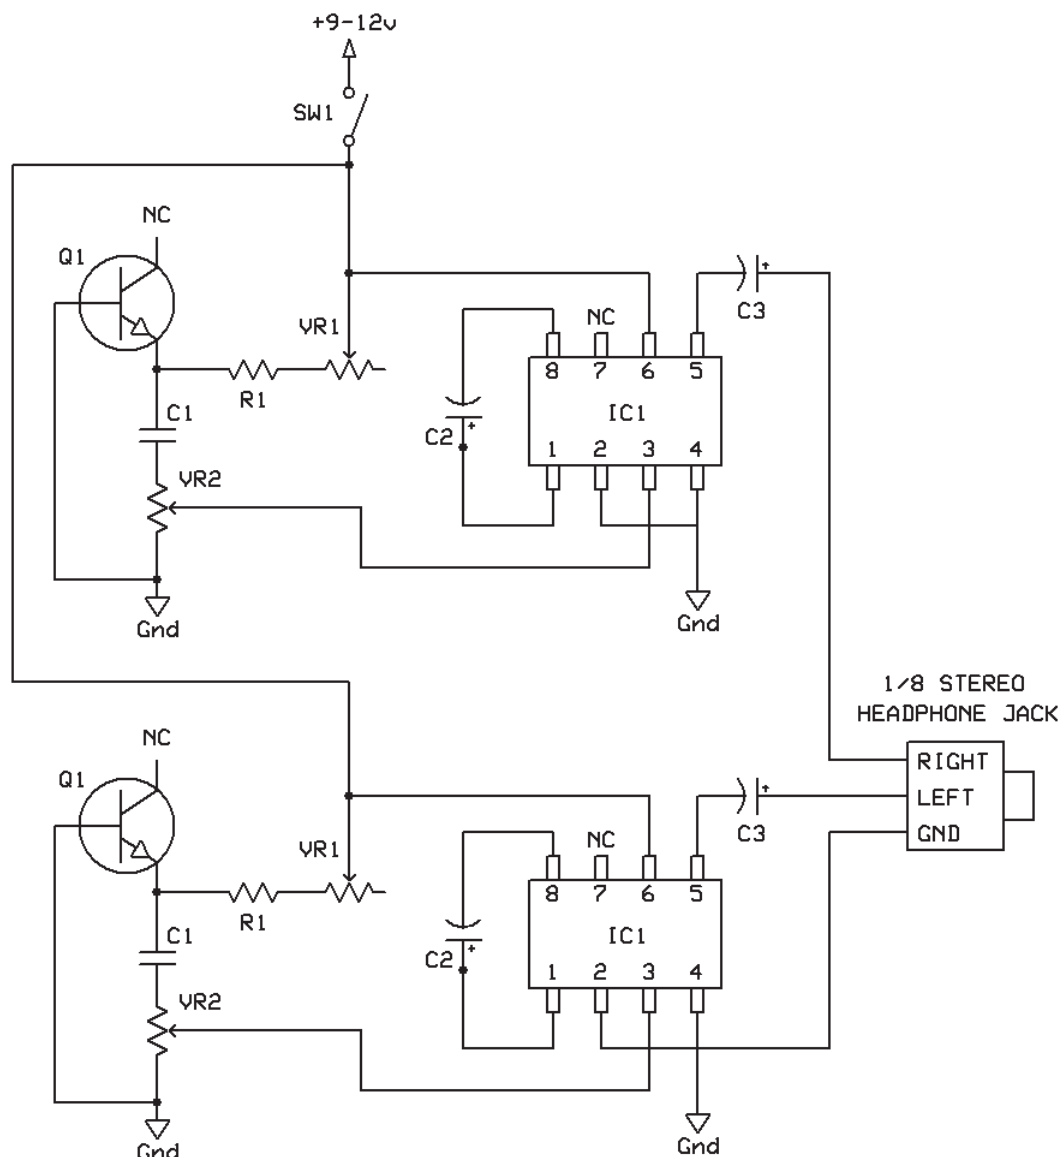 +9-12v
SW1
NC
Q1
VR1
R1
C1
VR2
Gnd
C2
NC
8 7 6 5
IC1
1 2 3 4
C3
Gnd
1/8 STEREO
HEADPHONE JACK
RIGHT
LEFT
GND
NC
Q1
VR1
R1
C1
VR2
Gnd
C2
NC
8 7 6 5
IC1
1 2 3 4
C3
Gnd